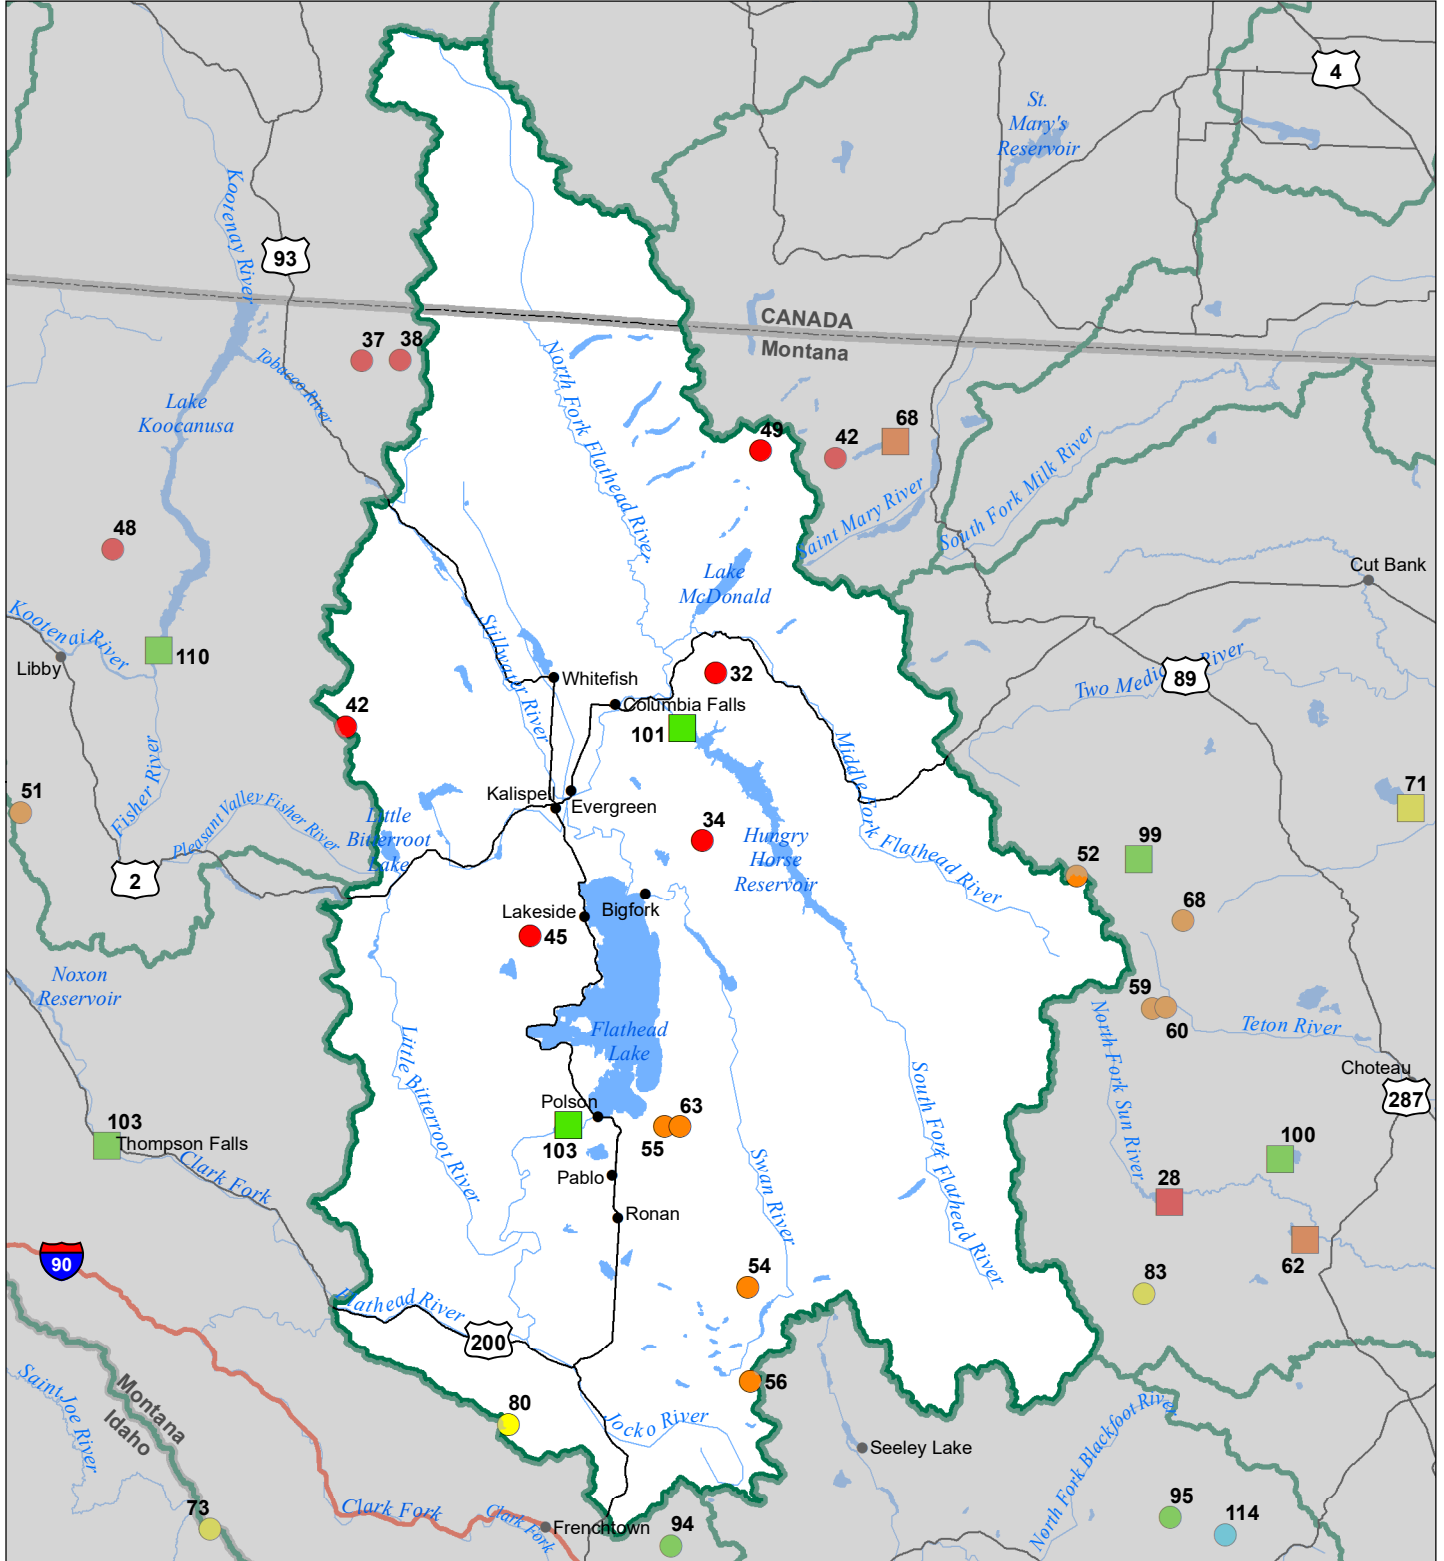 4
St.
Mary's
Reservoir
Kootenay River
93
CANADA
Montana
37
38
Tobacco River
North Fork Flathead River
Lake
Koocanusa
49
42
68
Saint Mary River
South Fork Milk River
48
Cut Bank
Lake
McDonald
Kootenai River
Libby
110
Stillwater River
Whitefish
32
Two Medic River
89
Columbia Falls
101
42
Middle Fork Flathead River
Fisher River
51
Kalispell
Evergreen
71
Pleasant Valley Fisher River
Little
Bitterroot
Lake
34
Hungry
Horse
Reservoir
99
52
2
68
Lakeside
Bigfork
45
Noxon
Reservoir
59
60
North Fork Sun River
Teton River
Flathead
Lake
Little Bitterroot River
South Fork Flathead River
Choteau
287
Polson
63
103
55
103
Thompson Falls
Clark Fork
100
Pablo
Swan River
28
Ronan
62
90
54
83
Flathead River
200
56
Saint Joe River
Montana
Idaho
80
Jocko River
North Fork Blackfoot River
Seeley Lake
73
Clark Fork
Clark Fork
Frenchtown
94
95
114